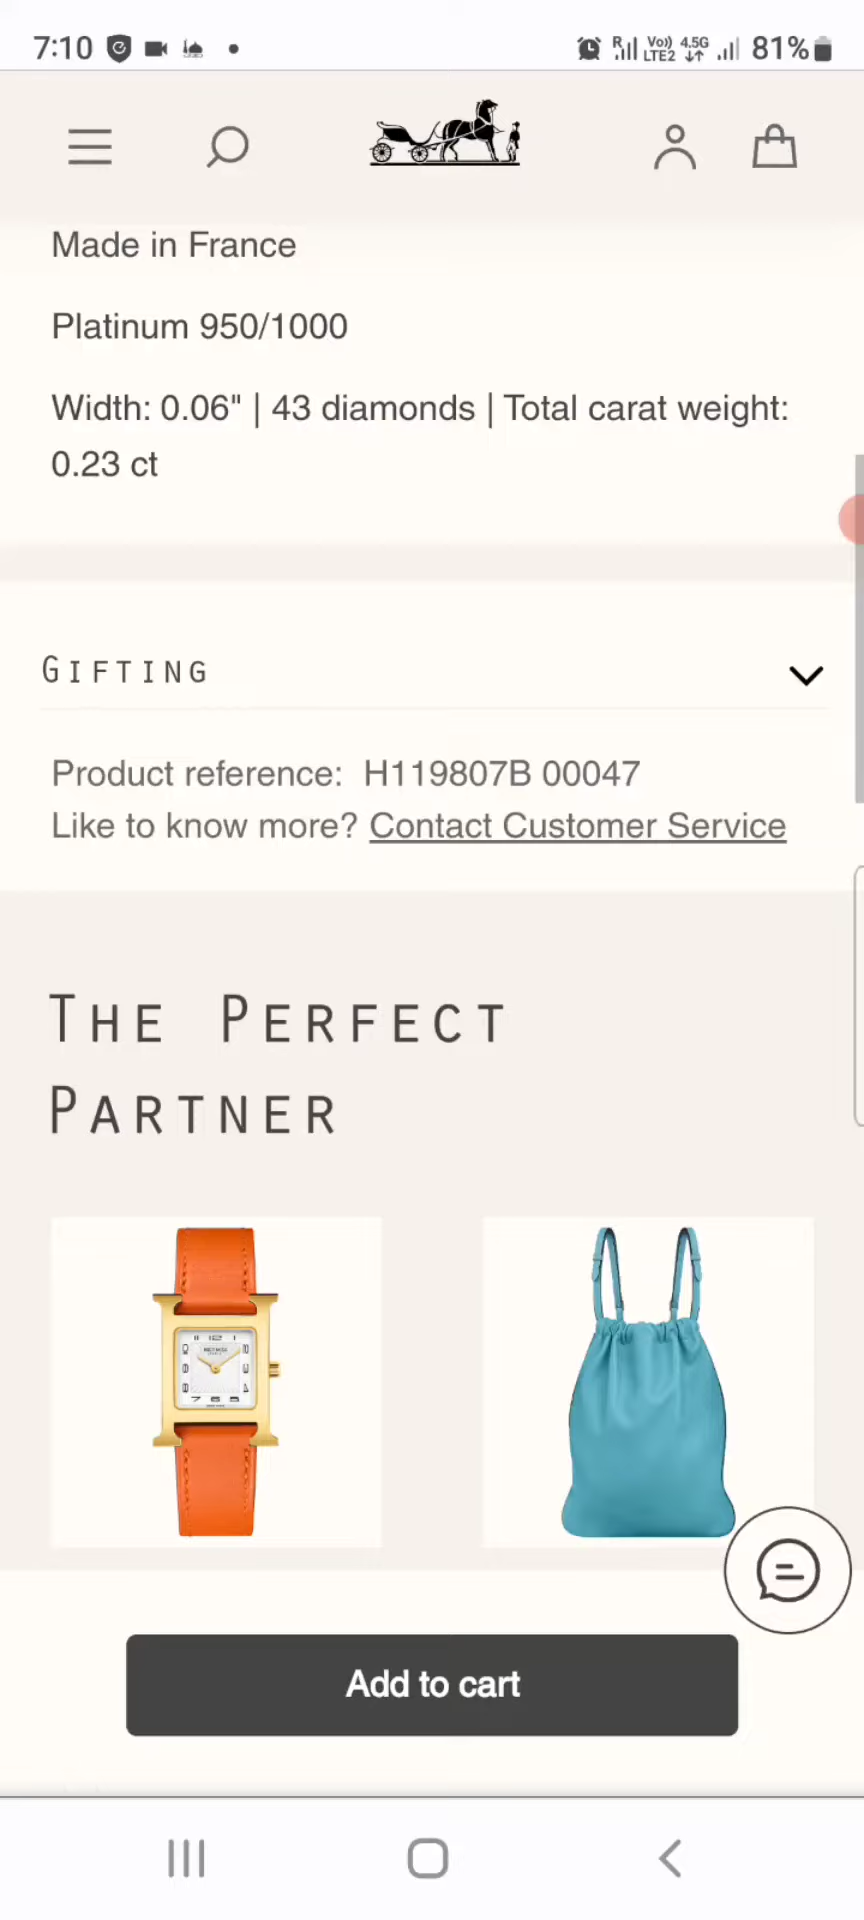 7:10
81%
Made in France
Platinum 950/1000
Width: 0.06" | 43 diamonds | Total carat weight:
0.23 ct
GIFTING
Product reference: H119807B 00047
Like to know more? Contact Customer Service
THE PERFECT
PARTNER
Add to cart